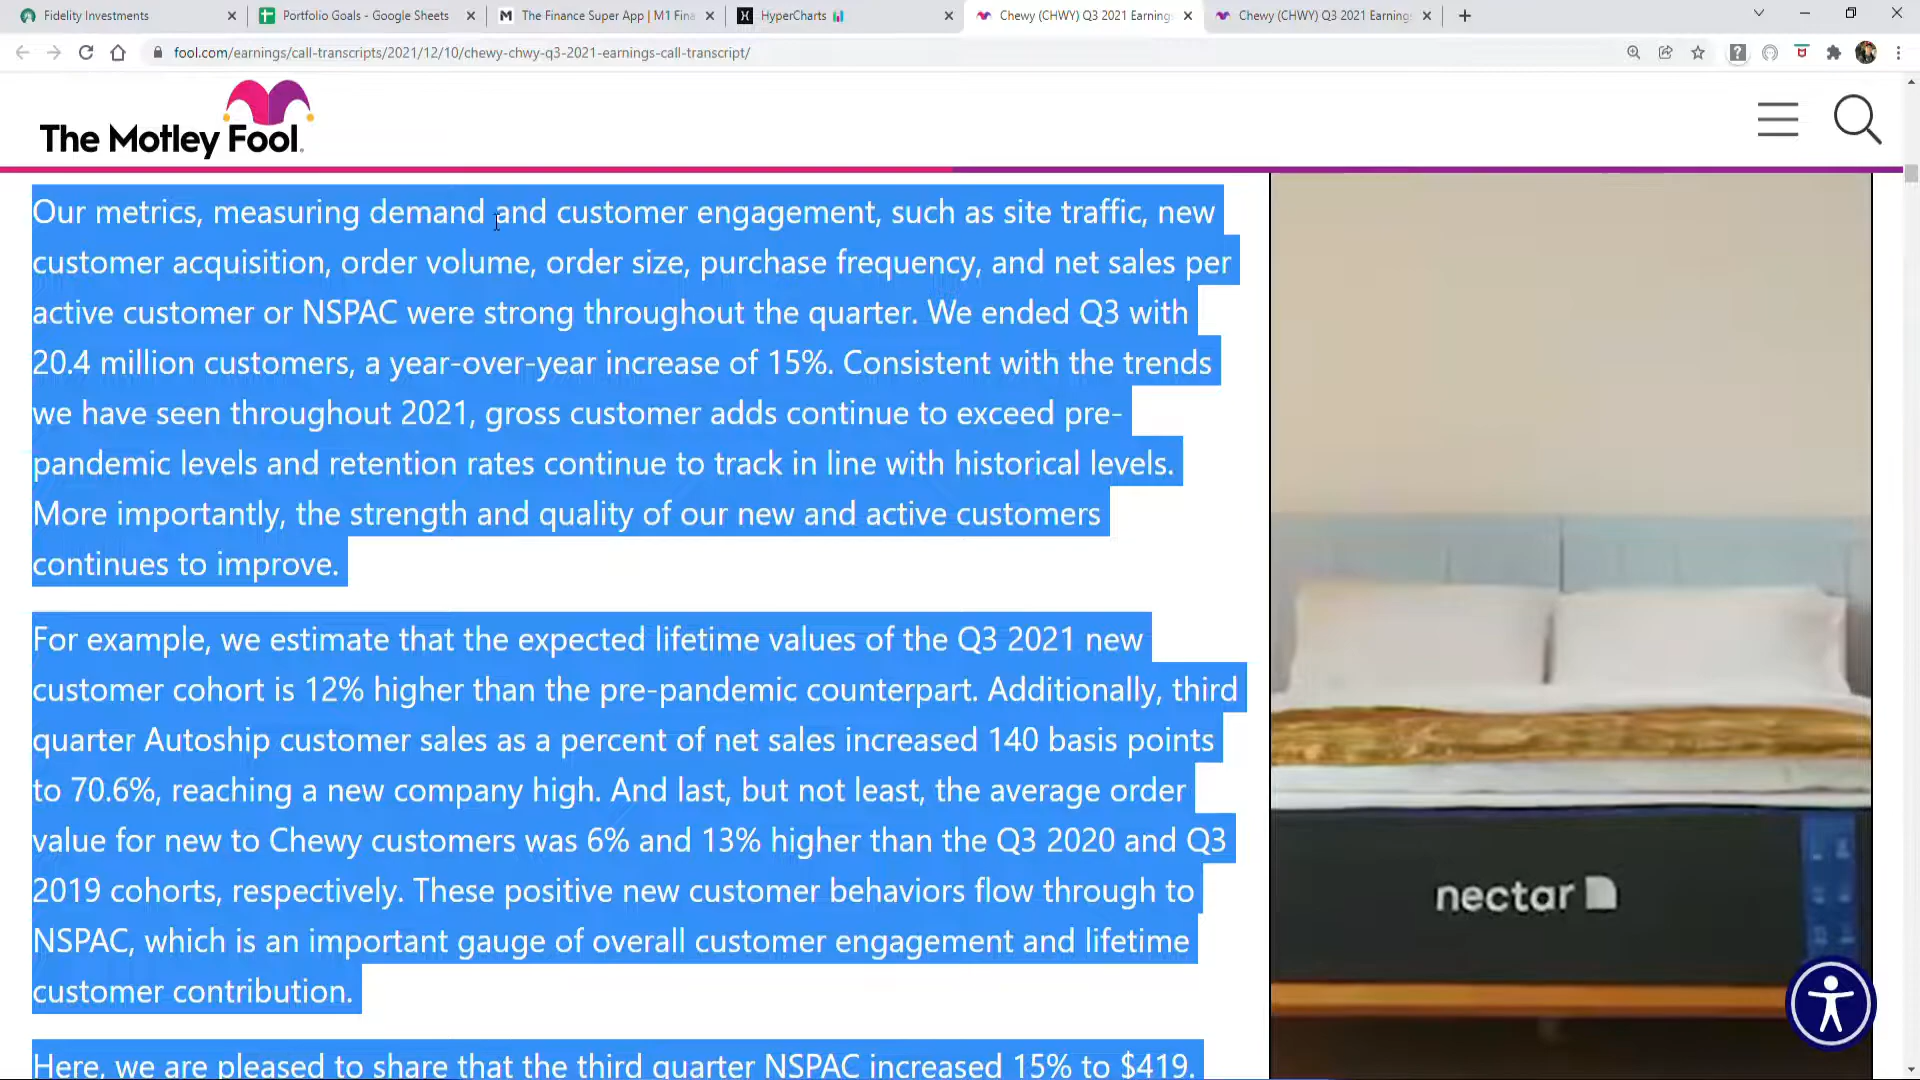 Fidelity Investments
Portfolio Goals - Google Sheets
The Finance Super App | M1 Fina
HyperCharts
Chewy (CHWY) Q3 2021 Earning
Chewy (CHWY) Q3 2021 Earning
fool.com/earnings/call-transcripts/2021/12/10/chewy-chwy-q3-2021-earnings-call-transcript/
The Motley Fool.
Our metrics, measuring demand and customer engagement, such as site traffic, new
customer acquisition, order volume, order size, purchase frequency, and net sales per
active customer or NSPAC were strong throughout the quarter. We ended Q3 with
20.4 million customers, a year-over-year increase of 15%. Consistent with the trends
we have seen throughout 2021, gross customer adds continue to exceed pre-
pandemic levels and retention rates continue to track in line with historical levels.
More importantly, the strength and quality of our new and active customers
continues to improve.
For example, we estimate that the expected lifetime values of the Q3 2021 new
customer cohort is 12% higher than the pre-pandemic counterpart. Additionally, third
quarter Autoship customer sales as a percent of net sales increased 140 basis points
to 70.6%, reaching a new company high. And last, but not least, the average order
value for new to Chewy customers was 6% and 13% higher than the Q3 2020 and Q3
2019 cohorts, respectively. These positive new customer behaviors flow through to
NSPAC, which is an important gauge of overall customer engagement and lifetime
customer contribution.
Here, we are pleased to share that the third quarter NSPAC increased 15% to $419.
nectar